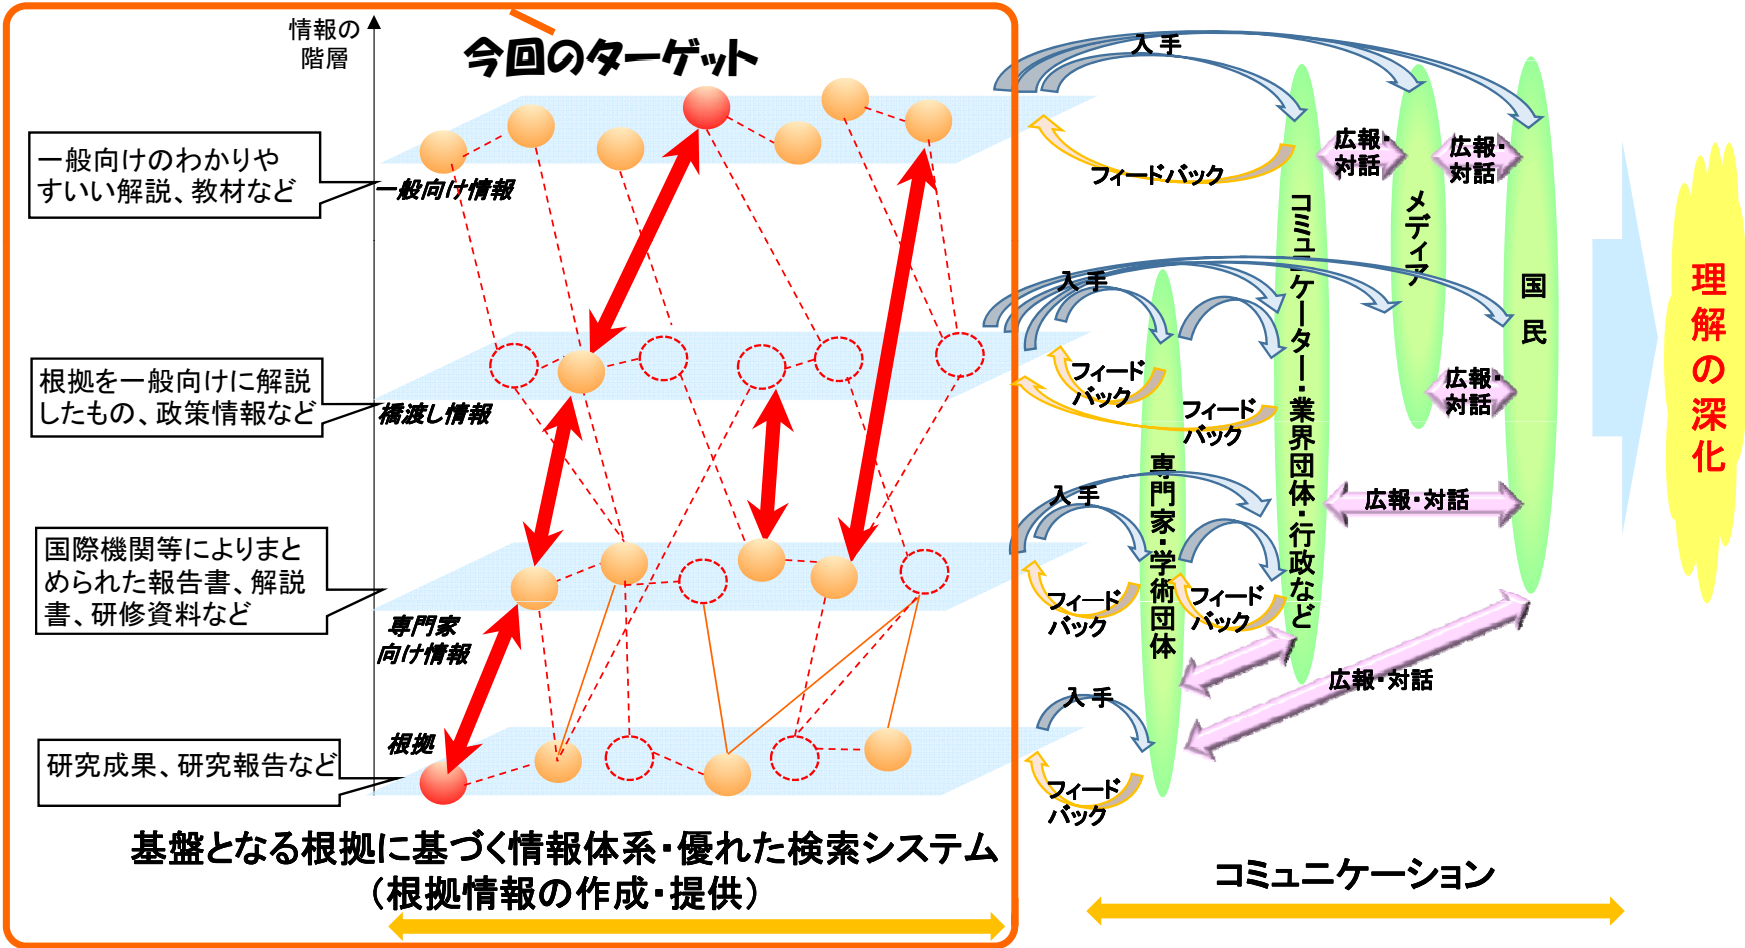 情報の
階層
今回のターゲット
一般向けのわかりや
すいい解説、教材など
一般向け情報
根拠を一般向けに解説
したもの、政策情報など
橋渡し情報
国際機関等によりまと
められた報告書、解説
書、研修資料など
専門家
向け情報
研究成果、研究報告など
根拠
基盤となる根拠に基づく情報体系・優れた検索システム
（根拠情報の作成・提供）
入手
フィードバック
広報・
対話
広報・
対話
コミュニケーター・業界団体・行政など
メディア
国民
入手
フィード
バック
フィード
バック
広報・
対話
専門家・学術団体
入手
広報・対話
フィード
バック
フィード
バック
入手
広報・対話
フィード
バック
コミュニケーション
理解の深化